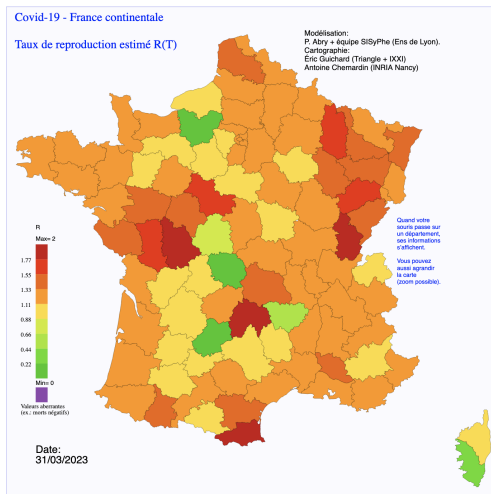 Covid-19 - France continentale
Taux de reproduction estimé R(T)
Modélisation:
P. Abry + équipe SISyPhe (Ens de Lyon).
Cartographie:
Éric Guichard (Triangle + IXXI)
Antoine Chemardin (INRIA Nancy)
Quand votre
souris passe sur
un département,
ses informations
s'affichent.
Vous pouvez
aussi agrandir
la carte
(zoom possible).
R
Max= 2
1.77
1.55
1.33
1.11
0.88
0.66
0.44
0.22
Min= 0
Valeurs aberrantes
(ex.: morts négatifs)
Date:
31/03/2023